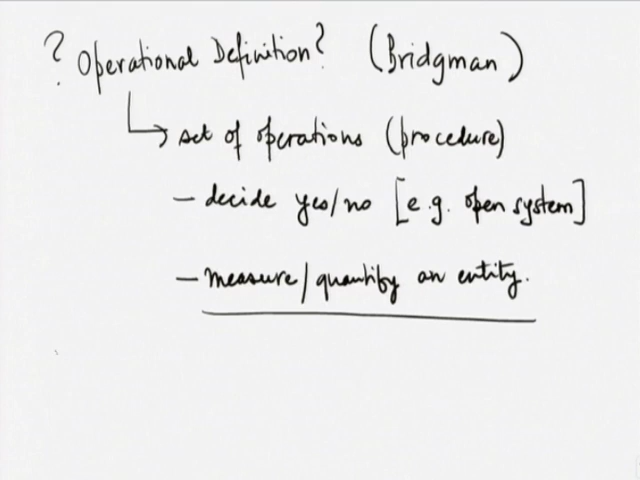 ? Operational Definition? (Bridgman)
↳ set of operations (procedure)
- decide yes/no [e.g. open system]
- measure/quantify an entity.